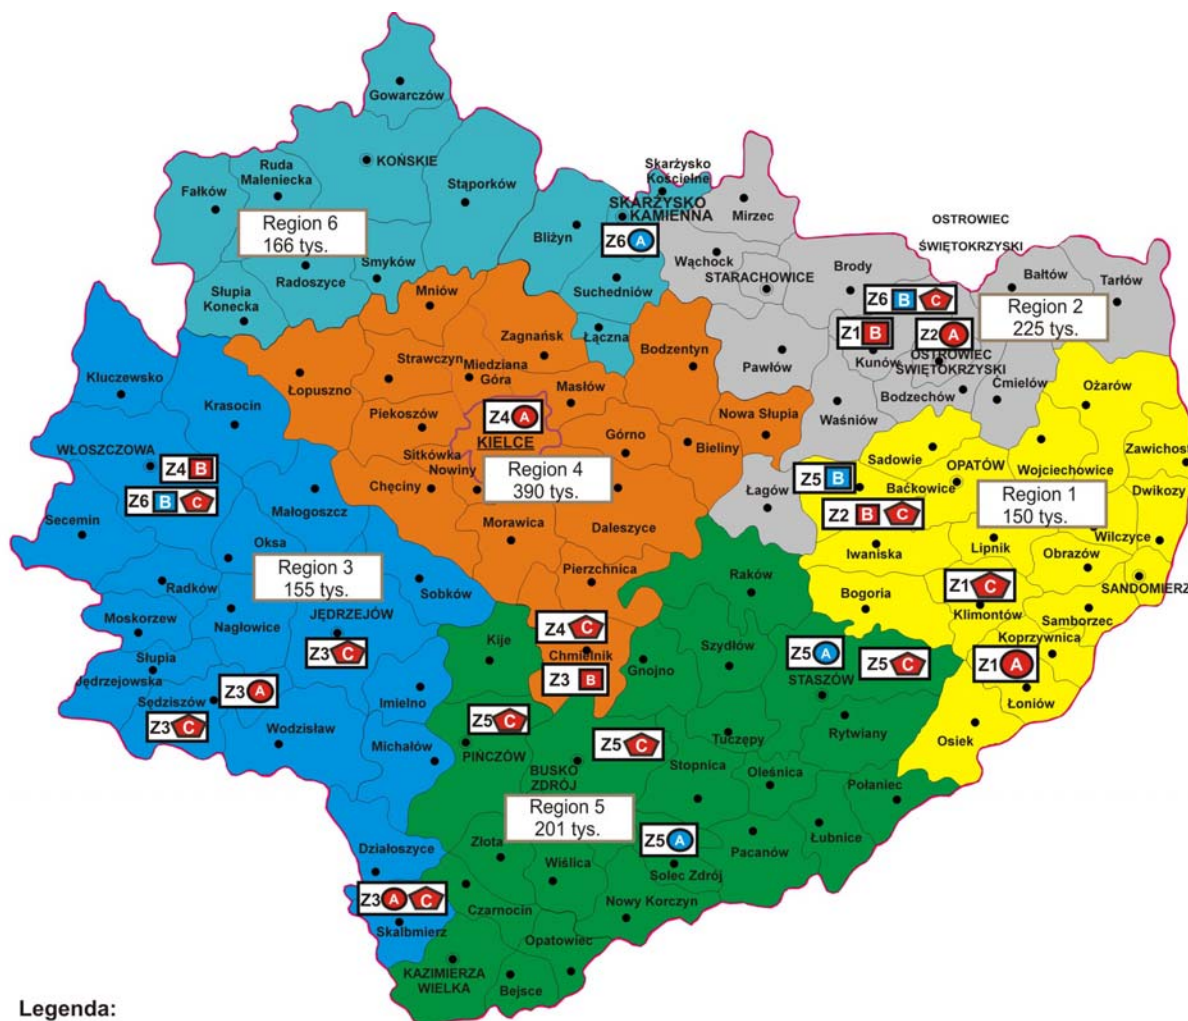 Gowarczów
Ruda
Maleniecka
KOŃSKIE
Fałków
Stąporków
Region 6
166 tys.
Radoszyce
Smyków
Słupia
Konecka
Skarżysko
Kościelne
SKARŻYSKO
KAMIENNA
Bliżyn
Z6 A
Suchedniów
Łączna
Mirzec
Wąchock
STARACHOWICE
Brody
OSTROWIEC
ŚWIĘTOKRZYSKI
Bałtów
Tarłów
Z6 B C
Region 2
225 tys.
Z1 B
Z2 A
Kunów
OSTROWIEC
ŚWIĘTOKRZYSKI
Pawłów
Bodzechów
Ćmielów
Waśniów
Mniów
Zagnańsk
Bodzentyn
Strawczyn
Miedziana
Góra
Łopuszno
Masłów
Piekoszów
Z4 A
KIELCE
Nowa Słupia
Górno
Bieliny
Sitkówka
Nowiny
Region 4
390 tys.
Chęciny
Morawica
Daleszyce
Pierzchnica
Łagów
Z4 C
Chmielnik
Z3 B
Kluczewsko
Krasocin
WŁOSZCZOWA
Z4 B
Z6 B C
Małogoszcz
Secemin
Oksa
Region 3
155 tys.
Radków
Sobków
Moskorzew
Nagłowice
JĘDRZEJÓW
Z3 C
Słupia
Jędrzejowska
Sędziszów
Z3 A
Z3 C
Imielno
Wodzisław
Michałów
Działoszyce
Z3 A C
Skalbmierz
Ożarów
Zawichost
Sadowie
OPATÓW
Wojciechowice
Z5 B
Baćkowice
Region 1
150 tys.
Dwikozy
Z2 B C
Iwaniska
Lipnik
Wilczyce
Obrazów
SANDOMIERZ
Bogoria
Z1 C
Klimontów
Samborzec
Koprzywnica
Z1 A
Łoniów
Osiek
Raków
Kije
Szydłów
Gnojno
Z5 A
STASZÓW
Z5 C
Z5 C
PIŃCZÓW
Z5 C
Rytwiany
Tuczępy
BUSKO
ZDRÓJ
Stopnica
Oleśnica
Połaniec
Region 5
201 tys.
Łubnice
Z5 A
Pacanów
Złota
Wiślica
Solec Zdrój
Czarnocin
Nowy Korczyn
Opatowiec
KAZIMIERZA
WIELKA
Bejsce
Legenda: